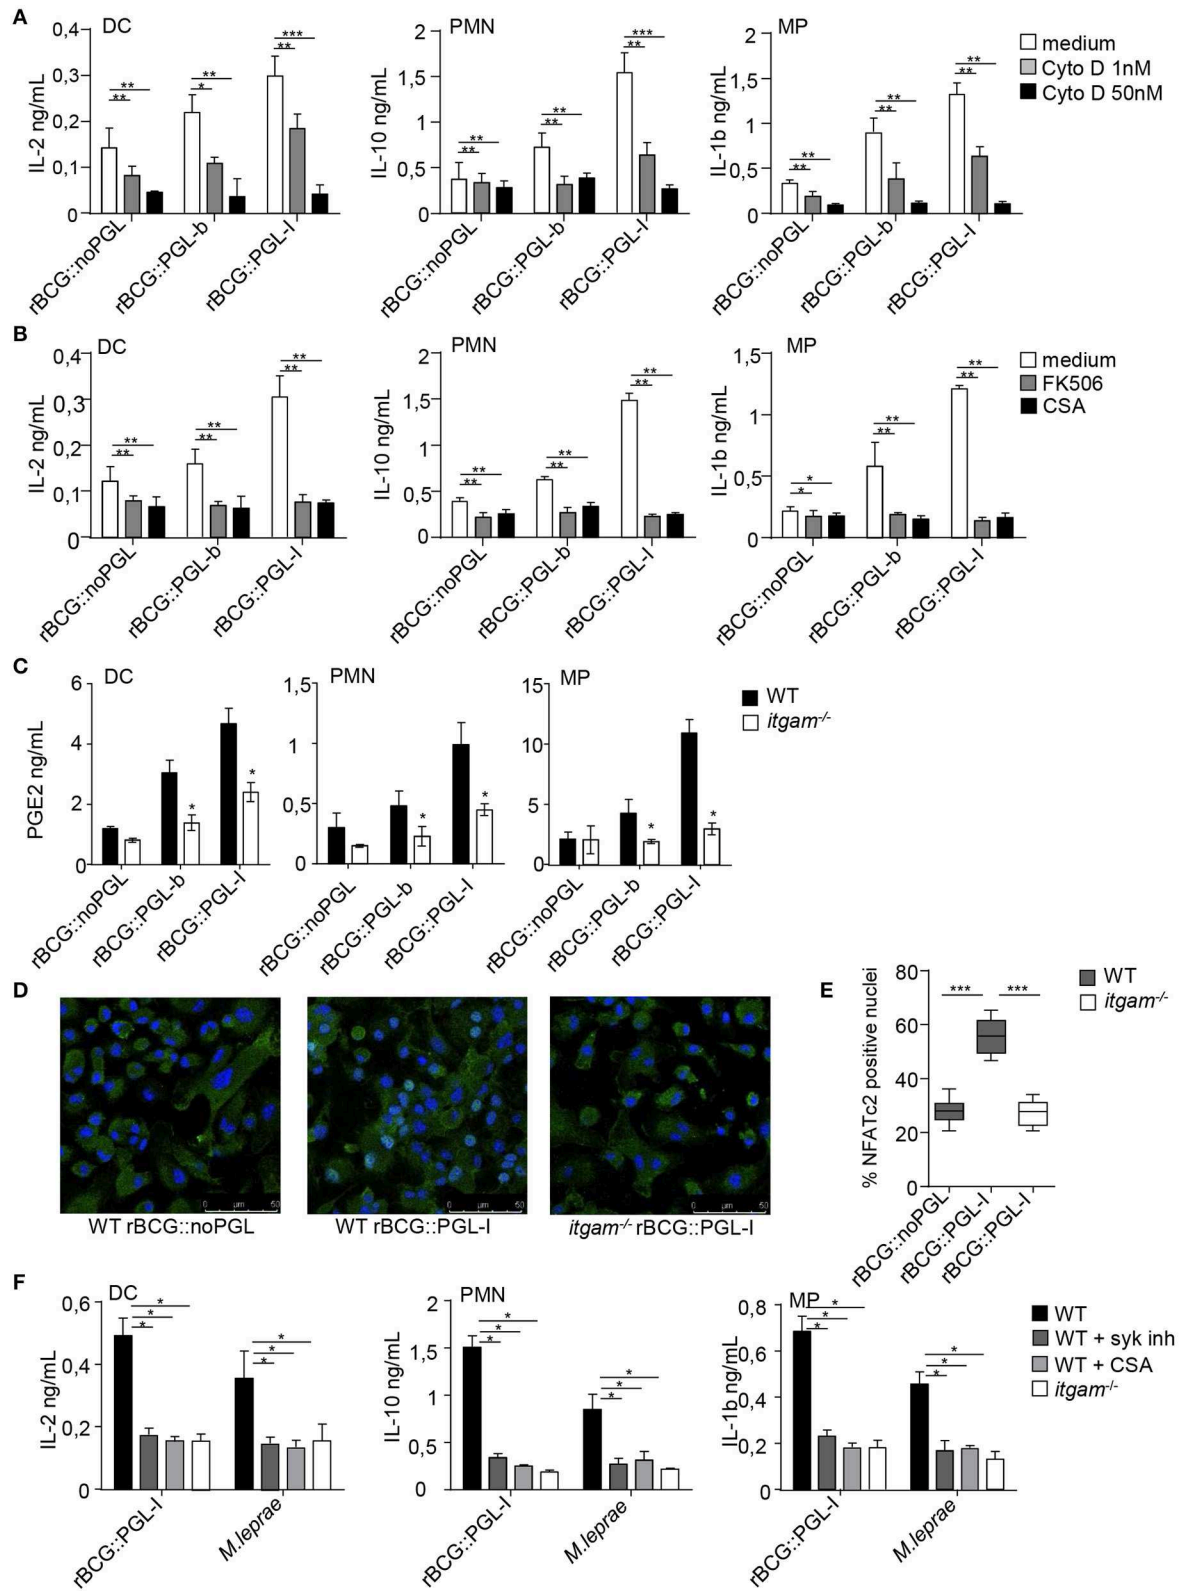 A
DC
PMN
MP
IL-2 ng/mL
0,4
0,3
0,2
0,1
0
** ** ** * *** **
rBCG::noPGL
rBCG::PGL-b
rBCG::PGL-I
IL-10 ng/mL
2
1,5
1
0,5
0
** ** ** ** *** **
rBCG::noPGL
rBCG::PGL-b
rBCG::PGL-I
IL-1b ng/mL
2
1,5
1
0,5
0
** ** ** ** ** **
rBCG::noPGL
rBCG::PGL-b
rBCG::PGL-I
medium
Cyto D 1nM
Cyto D 50nM
B
DC
PMN
MP
IL-2 ng/mL
0,4
0,3
0,2
0,1
0
** ** ** ** ** **
rBCG::noPGL
rBCG::PGL-b
rBCG::PGL-I
IL-10 ng/mL
2
1,5
1
0,5
0
** ** ** ** ** **
rBCG::noPGL
rBCG::PGL-b
rBCG::PGL-I
IL-1b ng/mL
1,5
1
0,5
0
* * ** ** ** **
rBCG::noPGL
rBCG::PGL-b
rBCG::PGL-I
medium
FK506
CSA
C
DC
PMN
MP
PGE2 ng/mL
6
4
2
0
* *
rBCG::noPGL
rBCG::PGL-b
rBCG::PGL-I
1,5
1
0,5
0
* *
rBCG::noPGL
rBCG::PGL-b
rBCG::PGL-I
15
10
5
0
* *
rBCG::noPGL
rBCG::PGL-b
rBCG::PGL-I
WT
itgam-/-
D
0 µm 50
0 µm 50
0 µm 50
WT rBCG::noPGL
WT rBCG::PGL-I
itgam-/- rBCG::PGL-I
E
% NFATc2 positive nuclei
80
60
40
20
0
*** ***
rBCG::noPGL
rBCG::PGL-I
rBCG::PGL-I
WT
itgam-/-
F
DC
PMN
MP
IL-2 ng/mL
0,6
0,4
0,2
0
* * * * * *
rBCG::PGL-I
M.leprae
IL-10 ng/mL
2
1,5
1
0,5
0
* * * * * *
rBCG::PGL-I
M.leprae
IL-1b ng/mL
0,8
0,6
0,4
0,2
0
* * * * * *
rBCG::PGL-I
M.leprae
WT
WT + syk inh
WT + CSA
itgam-/-